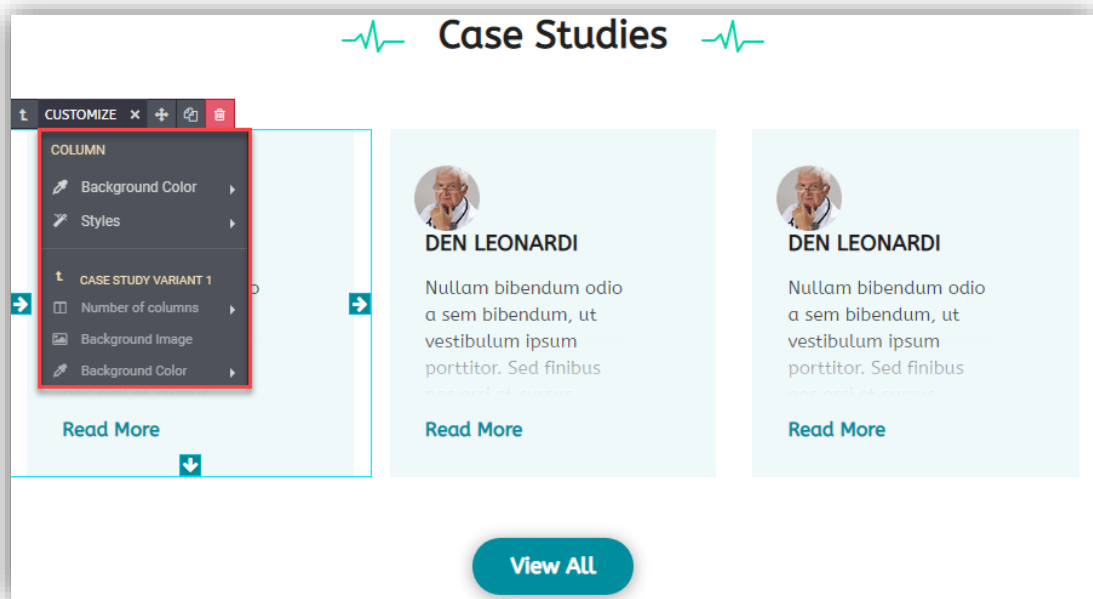 Case Studies
CUSTOMIZE
COLUMN
Background Color
Styles
CASE STUDY VARIANT 1
Number of columns
Background Image
Background Color
Read More
DEN LEONARDI
Nullam bibendum odio
a sem bibendum, ut
vestibulum ipsum
porttitor. Sed finibus
Read More
DEN LEONARDI
Nullam bibendum odio
a sem bibendum, ut
vestibulum ipsum
porttitor. Sed finibus
Read More
View All